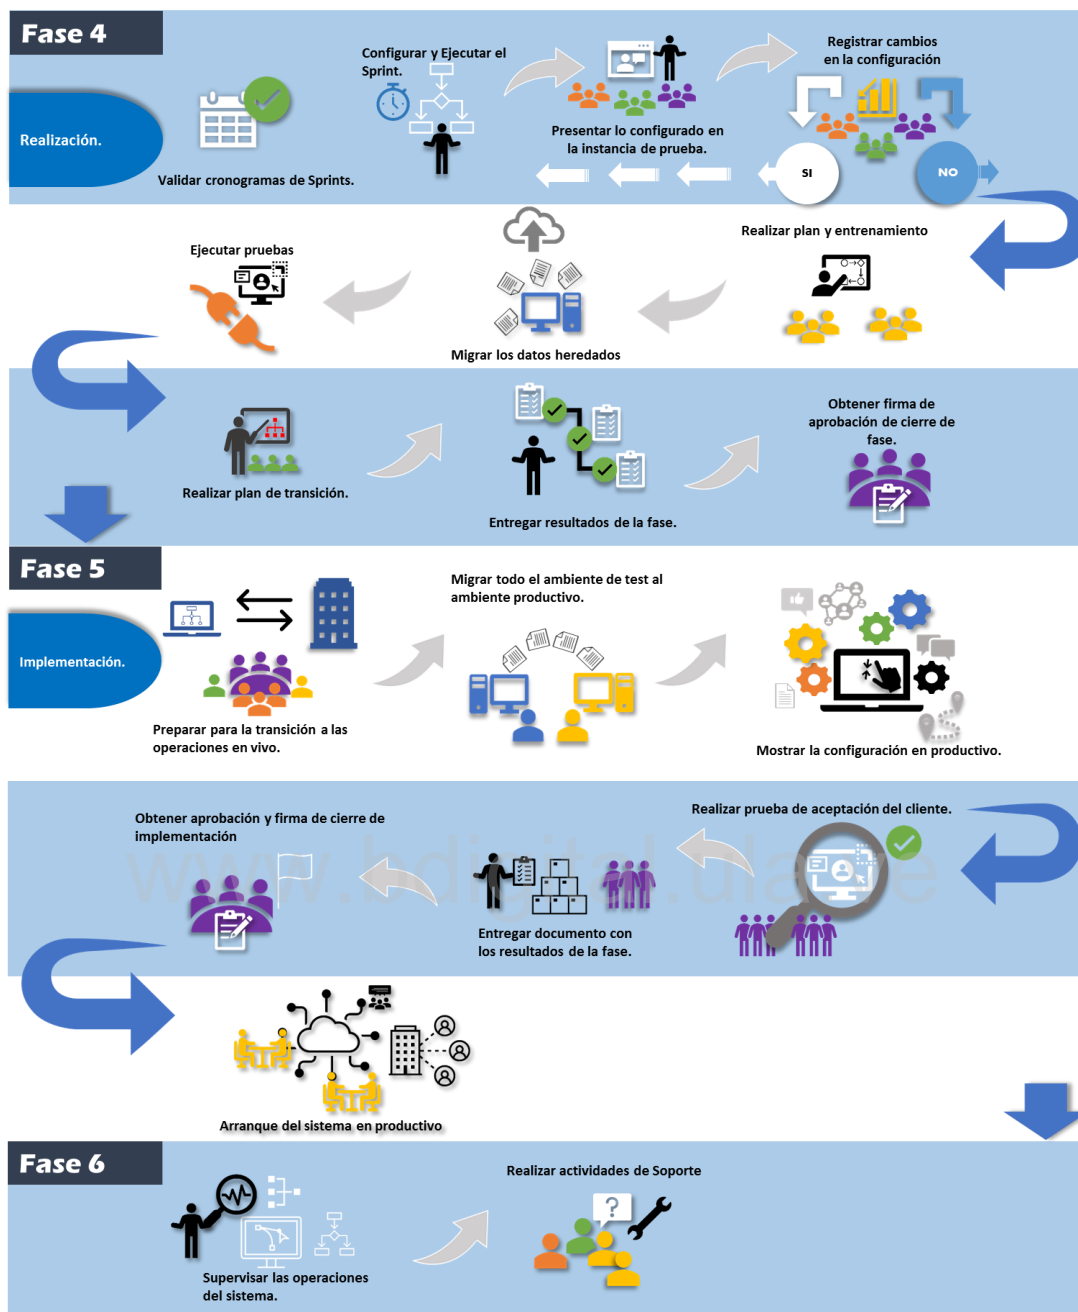 Fase 4
Realización.
Validar cronogramas de Sprints.
Configurar y Ejecutar el
Sprint.
Presentar lo configurado en
la instancia de prueba.
Registrar cambios
en la configuración
SI
NO
Realizar plan y entrenamiento
Migrar los datos heredados
Ejecutar pruebas
Realizar plan de transición.
Entregar resultados de la fase.
Obtener firma de
aprobación de cierre de
fase.
Fase 5
Implementación.
Preparar para la transición a las
operaciones en vivo.
Migrar todo el ambiente de test al
ambiente productivo.
Mostrar la configuración en productivo.
Realizar prueba de aceptación del cliente.
Entregar documento con
los resultados de la fase.
Obtener aprobación y firma de cierre de
implementación
www.bdigital.ula.ve
Arranque del sistema en productivo
Fase 6
Supervisar las operaciones
del sistema.
Realizar actividades de Soporte
?